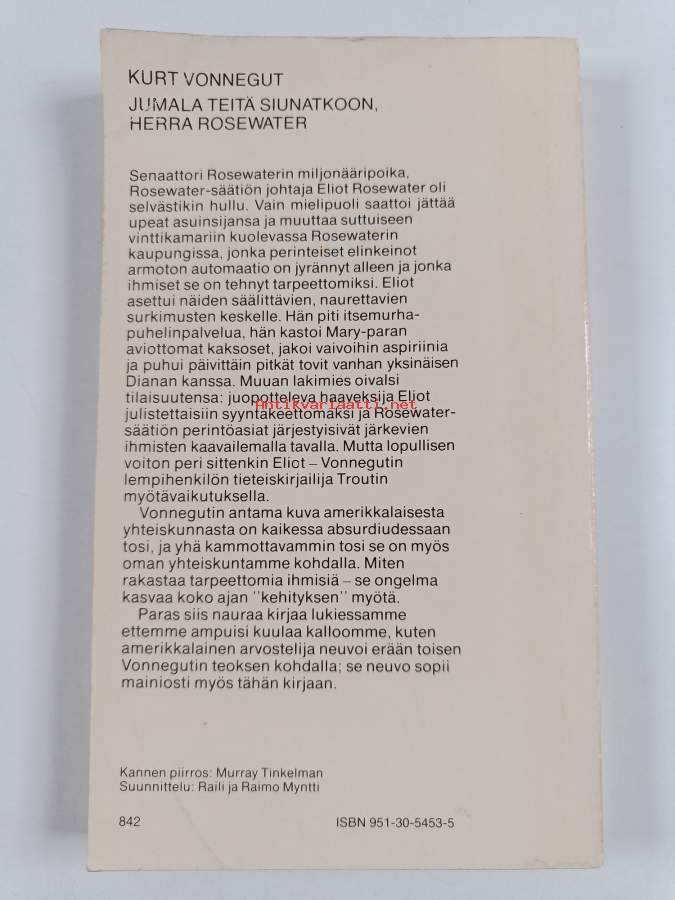 KURT VONNEGUT
JUMALA TEITÄ SIUNATKOON,
HERRA ROSEWATER
Senaattori Rosewaterin miljonääripoika,
Rosewater-säätiön johtaja Eliot Rosewater oli
selvästikin hullu. Vain mielipuoli saattoi jättää
upeat asuinsijansa ja muuttaa suttuiseen
vinttikamariin kuolevassa Rosewaterin
kaupungissa, jonka perinteiset elinkeinot
armoton automaatio on jyrännyt alleen ja jonka
ihmiset se on tehnyt tarpeettomiksi. Eliot
asettui näiden säälittävien, naurettavien
surkimusten keskelle. Hän piti itsemurha-
puhelinpalvelua, hän kastoi Mary-paran
aviottomat kaksoset, jakoi vaivoihin aspiriinia
ja puhui päivittäin pitkät tovit vanhan yksinäisen
Dianan kanssa. Muuan lakimies oivalsi
tilaisuutensa: juopotteleva haaveksija Eliot
Antikvariaatti.net
julistettaisiin syyntakeettomaksi ja Rosewater-
säätiön perintöasiat järjestyisivät järkevien
ihmisten kaavailemalla tavalla. Mutta lopullisen
voiton peri sittenkin Eliot – Vonnegutin
lempihenkilön tieteiskirjailija Troutin
myötävaikutuksella.
Vonnegutin antama kuva amerikkalaisesta
yhteiskunnasta on kaikessa absurdiudessaan
tosi, ja yhä kammottavammin tosi se on myös
oman yhteiskuntamme kohdalla. Miten
rakastaa tarpeettomia ihmisiä – se ongelma
kasvaa koko ajan ''kehityksen'' myötä.
Paras siis nauraa kirjaa lukiessamme
ettemme ampuisi kuulaa kalloomme, kuten
amerikkalainen arvostelija neuvoi erään toisen
Vonnegutin teoksen kohdalla; se neuvo sopii
mainiosti myös tähän kirjaan.
Kannen piirros: Murray Tinkelman
Suunnittelu: Raili ja Raimo Myntti
842 ISBN 951-30-5453-5